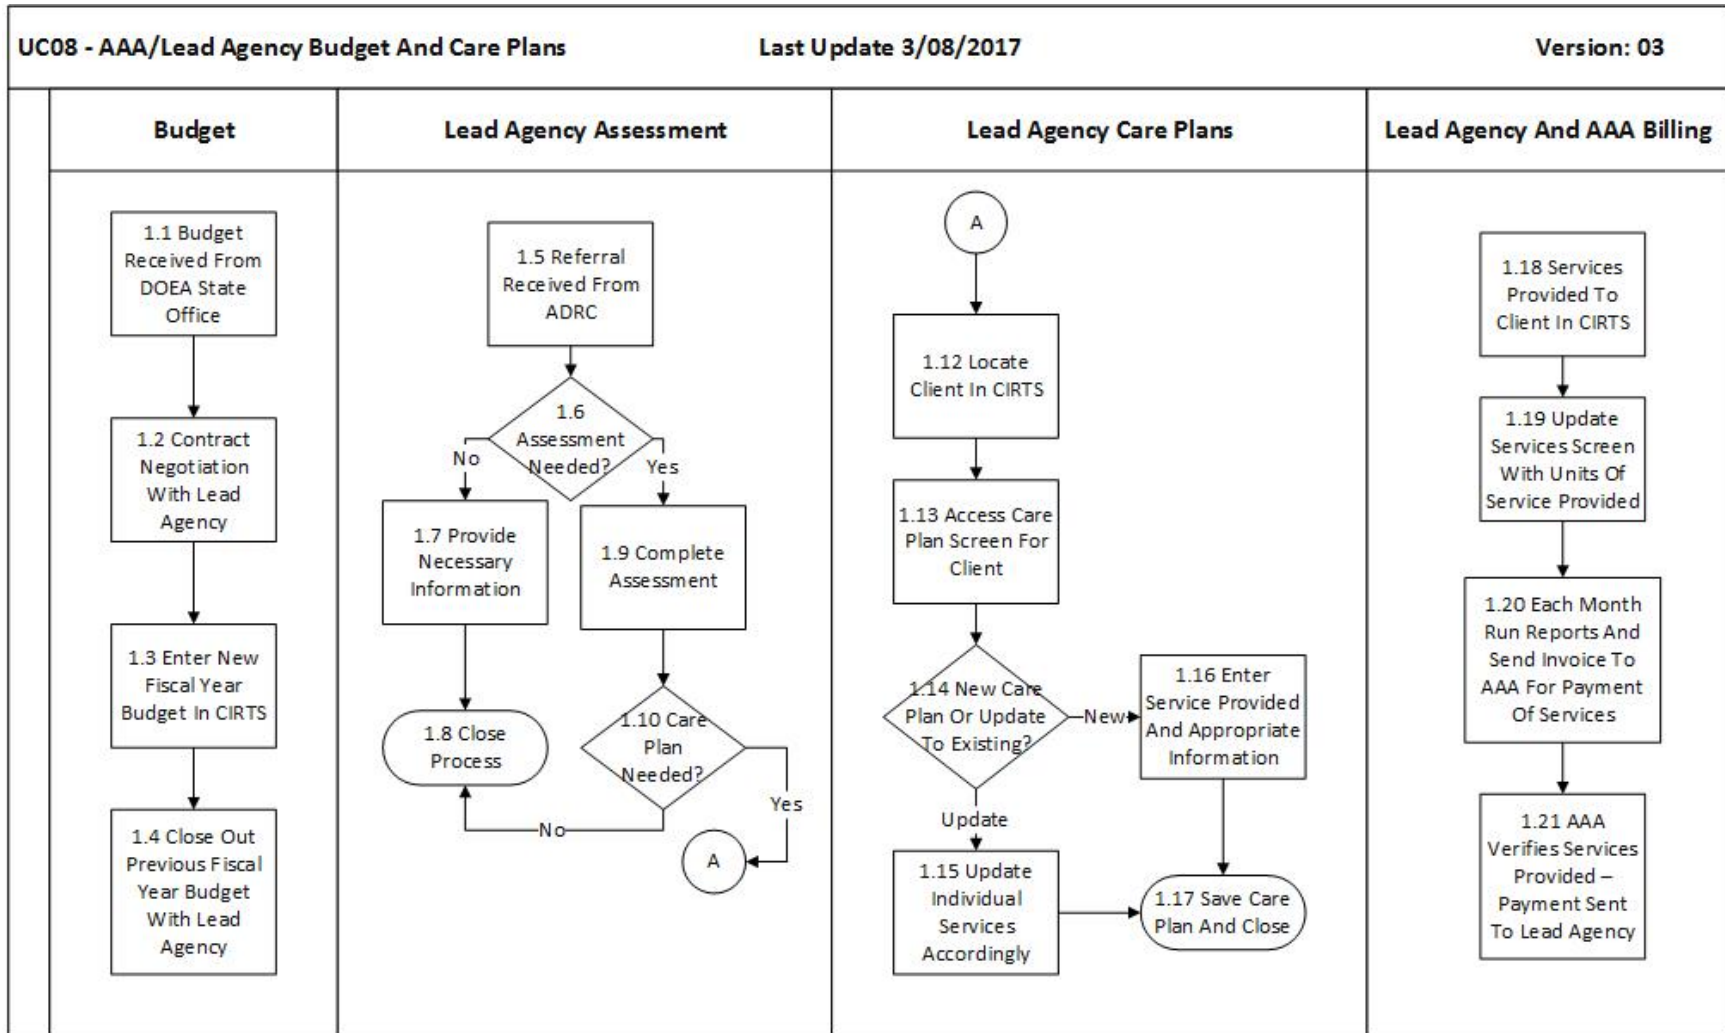 UC08 - AAA/Lead Agency Budget And Care Plans
Last Update 3/08/2017
Version: 03
Budget
Lead Agency Assessment
Lead Agency Care Plans
Lead Agency And AAA Billing
1.1 Budget
Received From
DOEA State
Office
1.2 Contract
Negotiation
With Lead
Agency
1.3 Enter New
Fiscal Year
Budget In CIRTS
1.4 Close Out
Previous Fiscal
Year Budget
With Lead
Agency
1.5 Referral
Received From
ADRC
1.6
Assessment
Needed?
No
Yes
1.7 Provide
Necessary
Information
1.9 Complete
Assessment
1.8 Close
Process
1.10 Care
Plan
Needed?
No
Yes
A
A
1.12 Locate
Client In CIRTS
1.13 Access Care
Plan Screen For
Client
1.14 New Care
Plan Or Update
To Existing?
New
Update
1.16 Enter
Service Provided
And Appropriate
Information
1.15 Update
Individual
Services
Accordingly
1.17 Save Care
Plan And Close
1.18 Services
Provided To
Client In CIRTS
1.19 Update
Services Screen
With Units Of
Service Provided
1.20 Each Month
Run Reports And
Send Invoice To
AAA For Payment
Of Services
1.21 AAA
Verifies Services
Provided –
Payment Sent
To Lead Agency